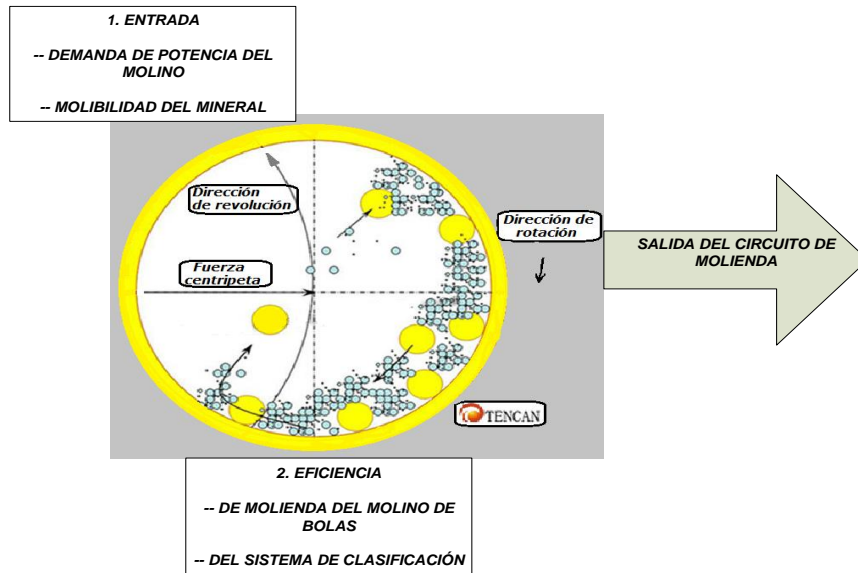 1. ENTRADA
-- DEMANDA DE POTENCIA DEL
MOLINO
-- MOLIBILIDAD DEL MINERAL
Dirección
de revolución
Dirección de
rotación
SALIDA DEL CIRCUITO DE
MOLIENDA
Fuerza
centripeta
TENCAN
2. EFICIENCIA
-- DE MOLIENDA DEL MOLINO DE
BOLAS
-- DEL SISTEMA DE CLASIFICACIÓN